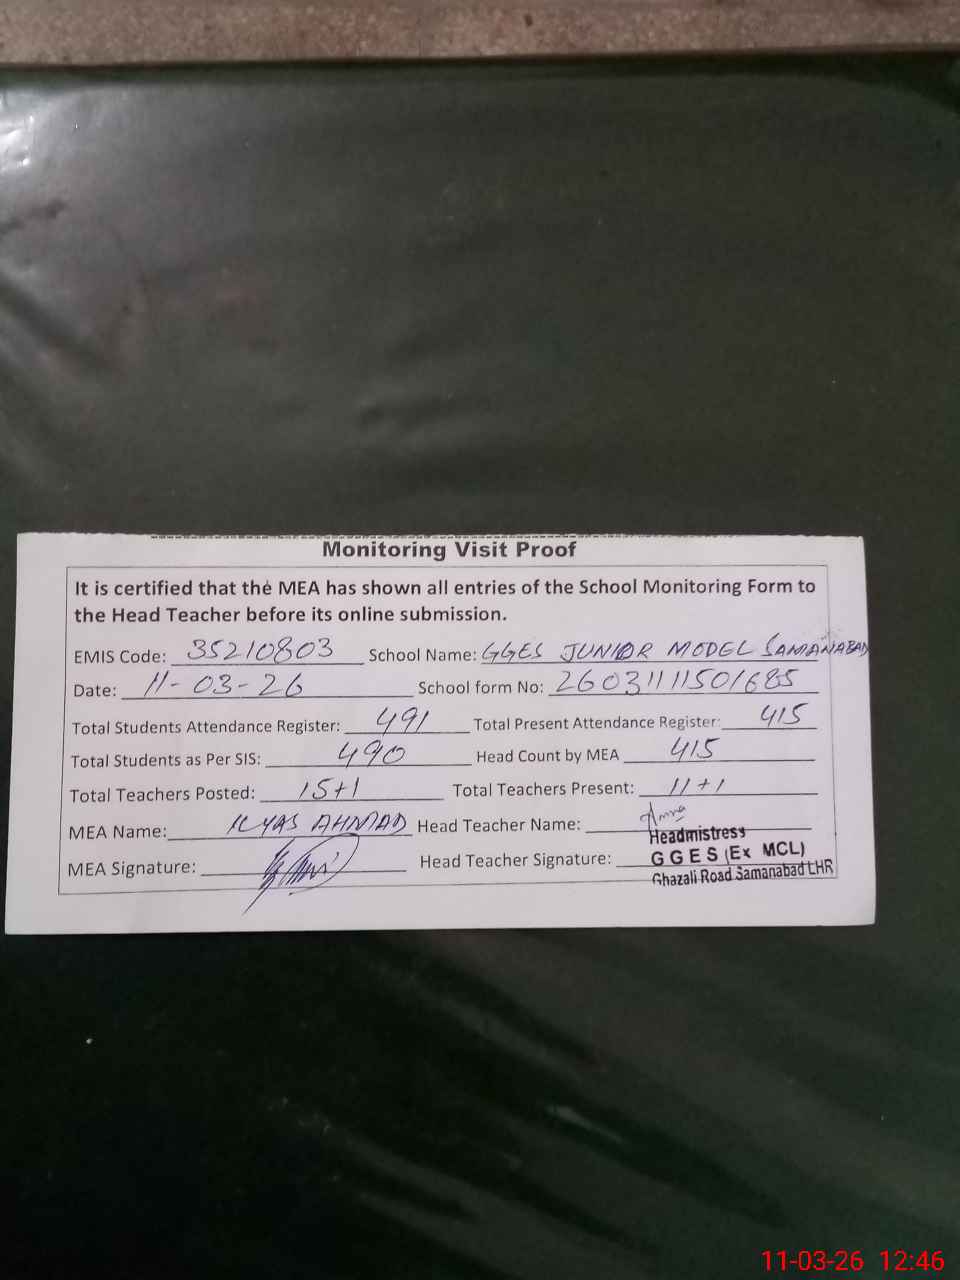 Monitoring Visit Proof
It is certified that the MEA has shown all entries of the School Monitoring Form to
the Head Teacher before its online submission.
EMIS Code: 35210803 School Name: GGES JUNIOR MODEL SAMANABAD
Date: 11-03-26 School form No: 26031111501685
Total Students Attendance Register: 491 Total Present Attendance Register: 415
Total Students as Per SIS: 490 Head Count by MEA 415
Total Teachers Posted: 15+1 Total Teachers Present: 11+1
MEA Name: ILYAS AHMAD Head Teacher Name:
Headmistress
MEA Signature: Head Teacher Signature: G G E S (Ex MCL)
Ghazali Road Samanabad LHR
11-03-26 12:46